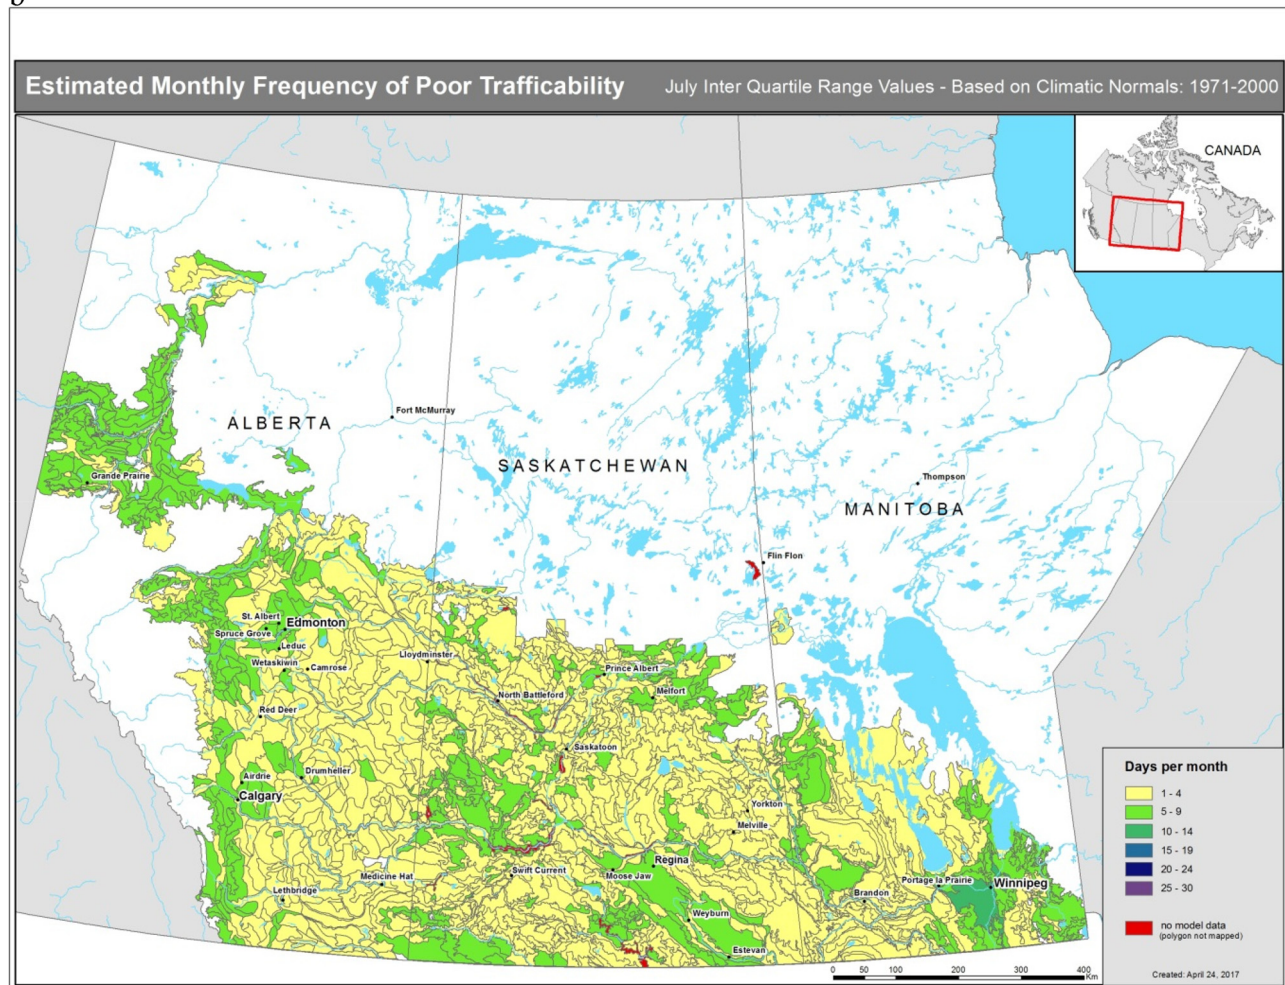 Estimated Monthly Frequency of Poor Trafficability
July Inter Quartile Range Values - Based on Climatic Normals: 1971-2000
CANADA
ALBERTA
Fort McMurray
SASKATCHEWAN
Grande Prairie
Thompson
MANITOBA
Flin Flon
St. Albert
Edmonton
Spruce Grove
Leduc
Lloydminster
Wetaskiwin
Camrose
Prince Albert
North Battleford
Melfort
Red Deer
Saskatoon
Airdrie
Drumheller
Calgary
Yorkton
Melville
Regina
Swift Current
Moose Jaw
Medicine Hat
Lethbridge
Portage la Prairie
Winnipeg
Brandon
Weyburn
Estevan
Days per month
1 - 4
5 - 9
10 - 14
15 - 19
20 - 24
25 - 30
no model data
(polygon not mapped)
0 50 100 200 300 400
Km
Created: April 24, 2017